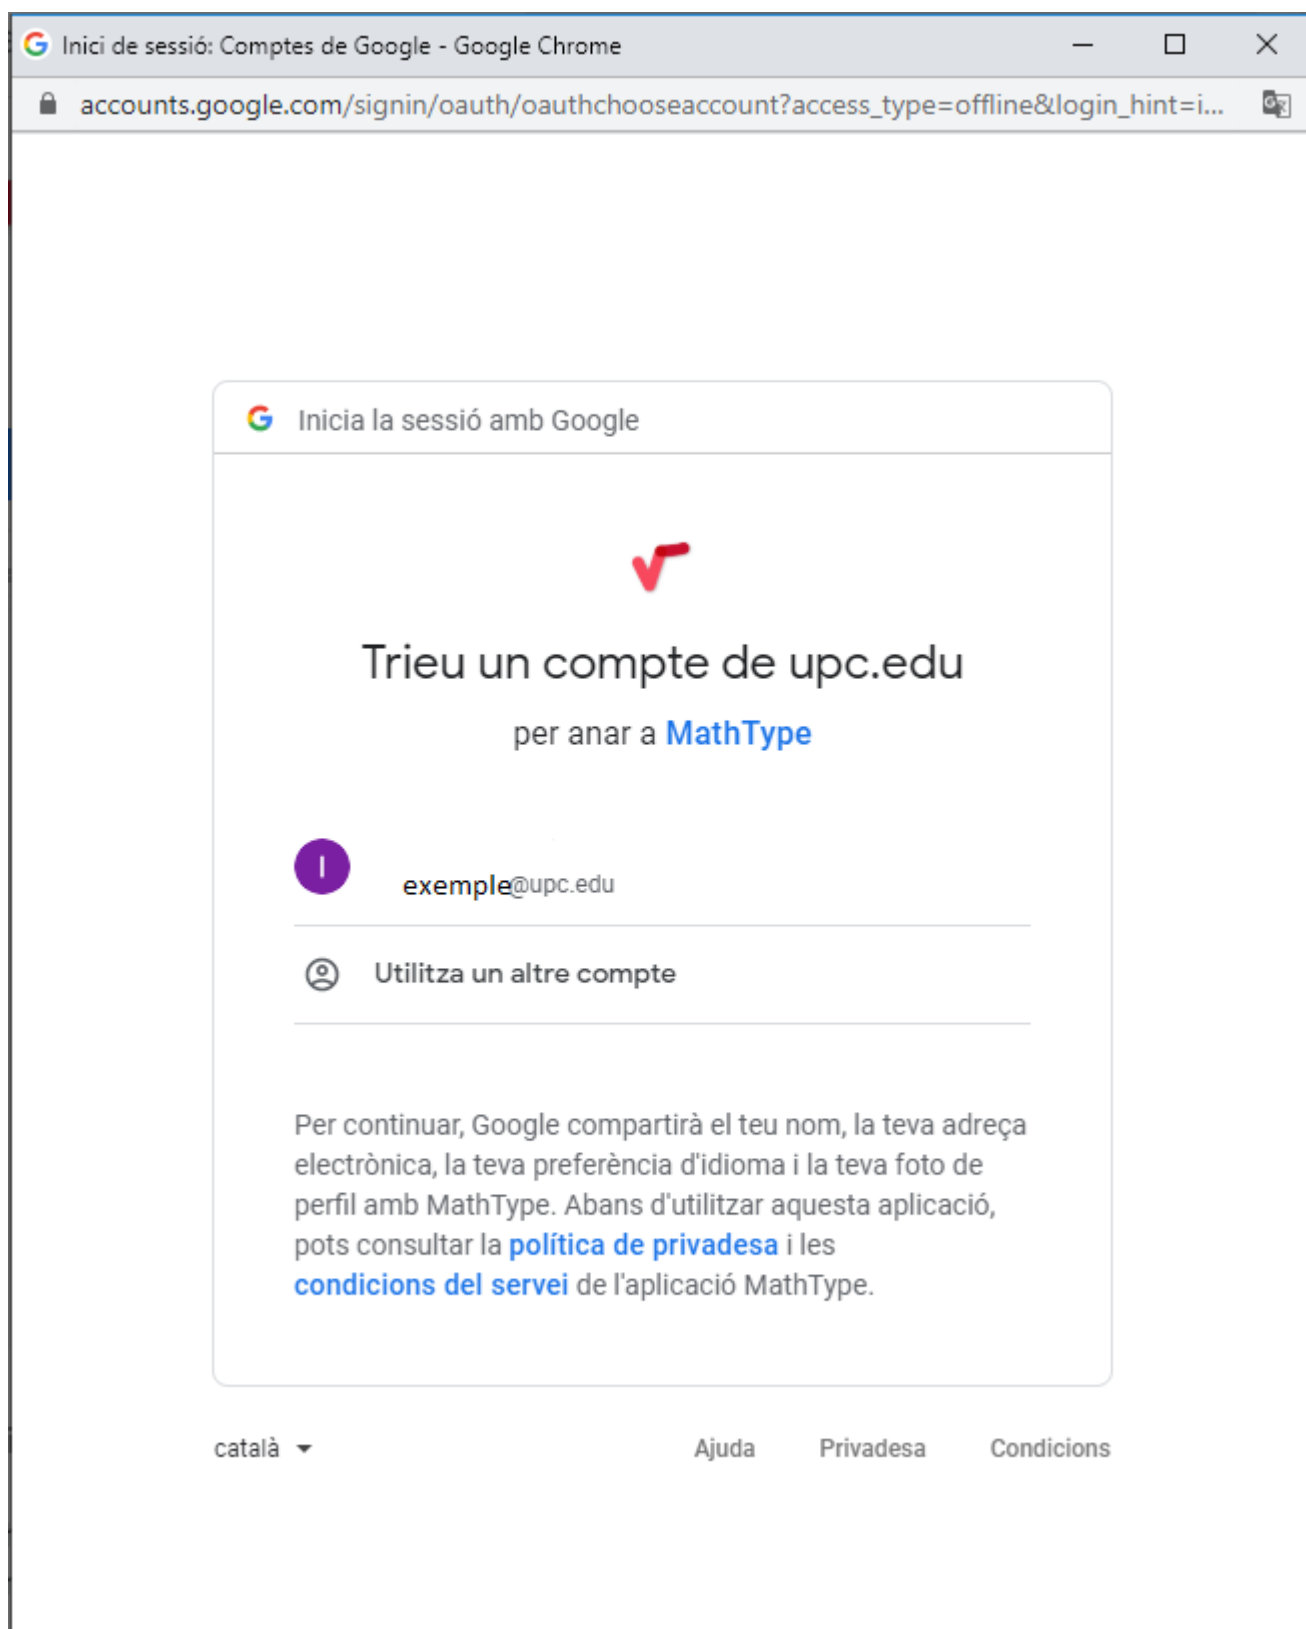 Inici de sessió: Comptes de Google - Google Chrome
accounts.google.com/signin/oauth/oauthchooseaccount?access_type=offline&login_hint=i...
Inicia la sessió amb Google
Trieu un compte de upc.edu
per anar a MathType
I
exemple@upc.edu
Utilitza un altre compte
Per continuar, Google compartirà el teu nom, la teva adreça
electrònica, la teva preferència d'idioma i la teva foto de
perfil amb MathType. Abans d'utilitzar aquesta aplicació,
pots consultar la política de privadesa i les
condicions del servei de l'aplicació MathType.
català Ajuda Privadesa Condicions